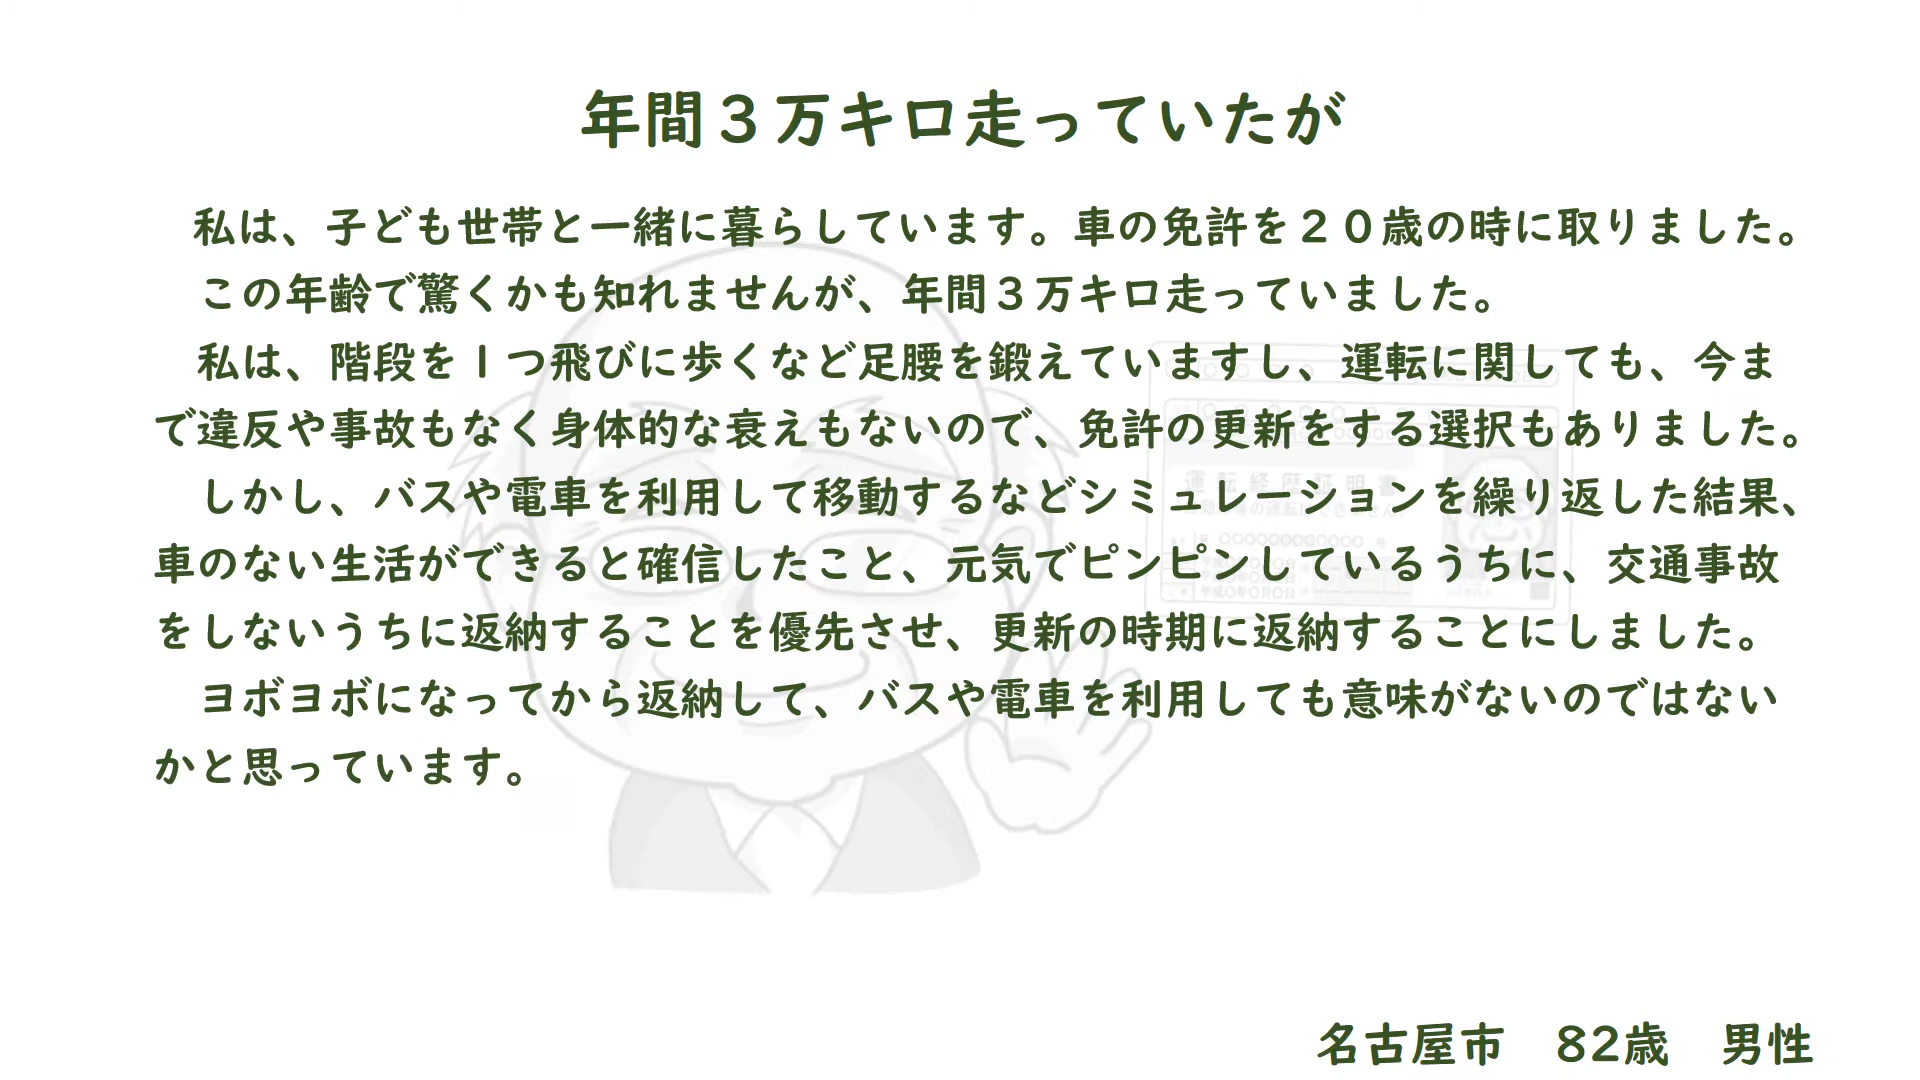 年間３万キロ走っていたが
私は、子ども世帯と一緒に暮らしています。車の免許を２０歳の時に取りました。
この年齢で驚くかも知れませんが、年間３万キロ走っていました。
私は、階段を１つ飛びに歩くなど足腰を鍛えていますし、運転に関しても、今ま
で違反や事故もなく身体的な衰えもないので、免許の更新をする選択もありました。
しかし、バスや電車を利用して移動するなどシミュレーションを繰り返した結果、
車のない生活ができると確信したこと、元気でピンピンしているうちに、交通事故
をしないうちに返納することを優先させ、更新の時期に返納することにしました。
ヨボヨボになってから返納して、バスや電車を利用しても意味がないのではない
かと思っています。
運転経歴証明書
名古屋市　82歳　男性